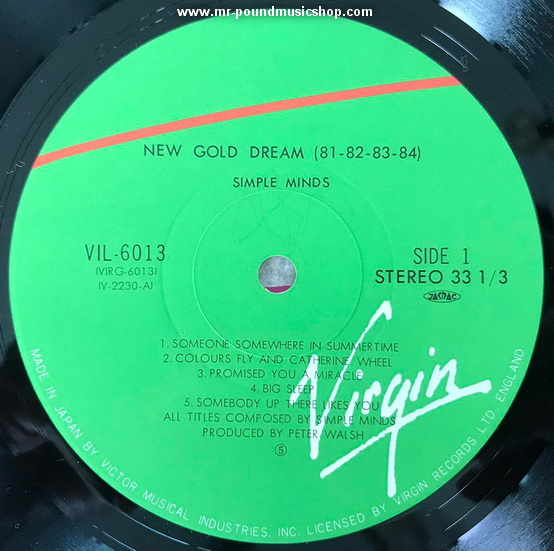 www.mr-poundmusicshop.com
NEW GOLD DREAM (81-82-83-84)
SIMPLE MINDS
VIL-6013
(VIRG-6013)
(V-2230-A)
SIDE 1
STEREO 33 1/3
JASRAC
1. SOMEONE SOMEWHERE IN SUMMERTIME
2. COLOURS FLY AND CATHERINE WHEEL
3. PROMISED YOU A MIRACLE
4. BIG SLEEP
5. SOMEBODY UP THERE LIKES YOU
ALL TITLES COMPOSED BY SIMPLE MINDS
PRODUCED BY PETER WALSH
⑤
Virgin
MADE IN JAPAN BY VICTOR MUSICAL INDUSTRIES, INC. LICENSED BY VIRGIN RECORDS LTD. ENGLAND